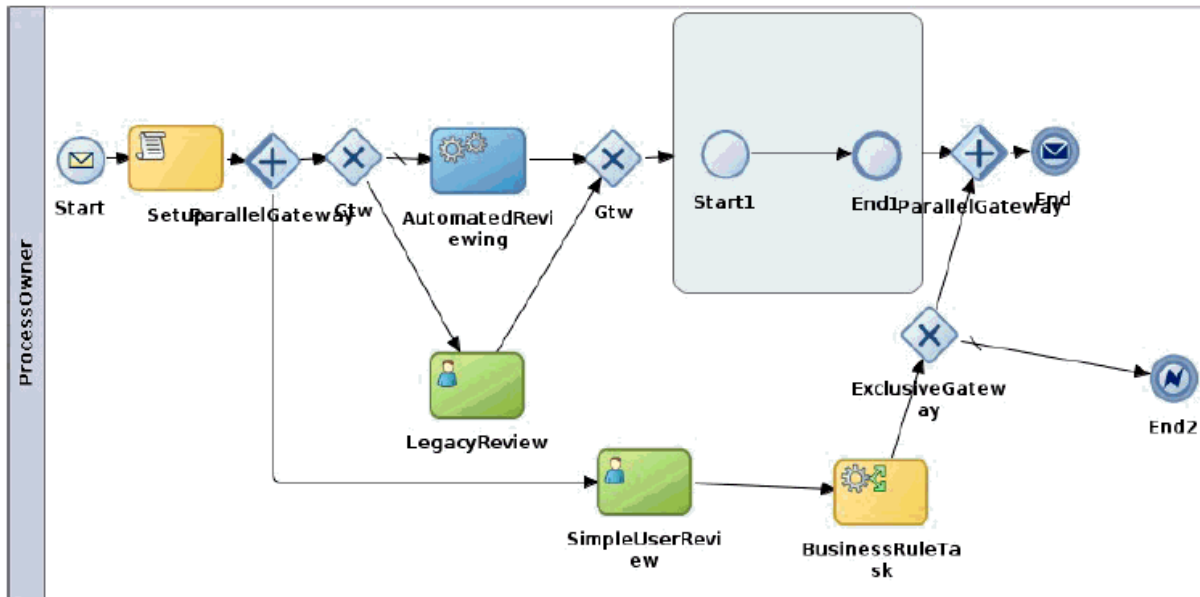 ProcessOwner
Start
Setup
ParallelGateway
Gtw
AutomatedRevi
ewing
Gtw
Start1
End1
ParallelGateway
End
LegacyReview
ExclusiveGatew
ay
End2
SimpleUserRevi
ew
BusinessRuleTa
sk